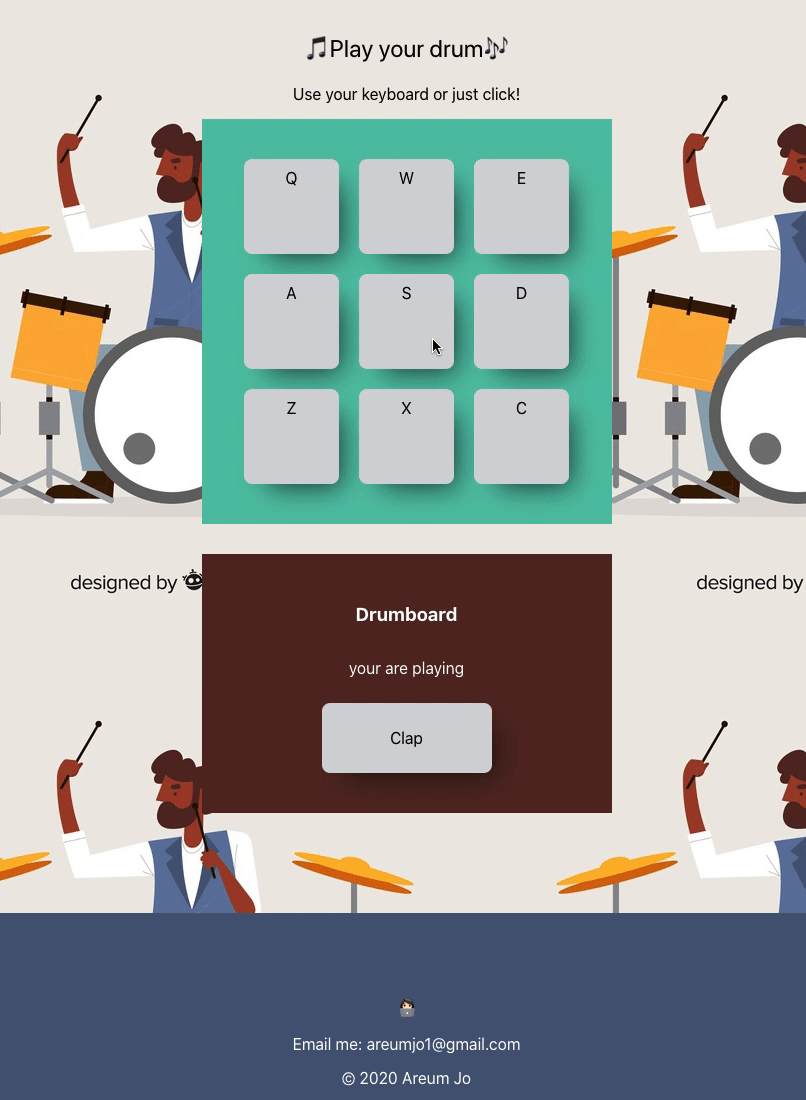 🎵Play your drum🎶
Use your keyboard or just click!
Q W E
A S D
Z X C
designed by
designed by
Drumboard
your are playing
Clap
Email me: areumjo1@gmail.com
© 2020 Areum Jo